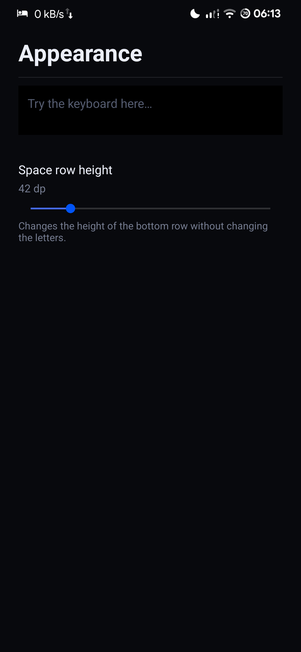 0 kB/s
06:13
Appearance
Try the keyboard here...
Space row height
42 dp
Changes the height of the bottom row without changing
the letters.